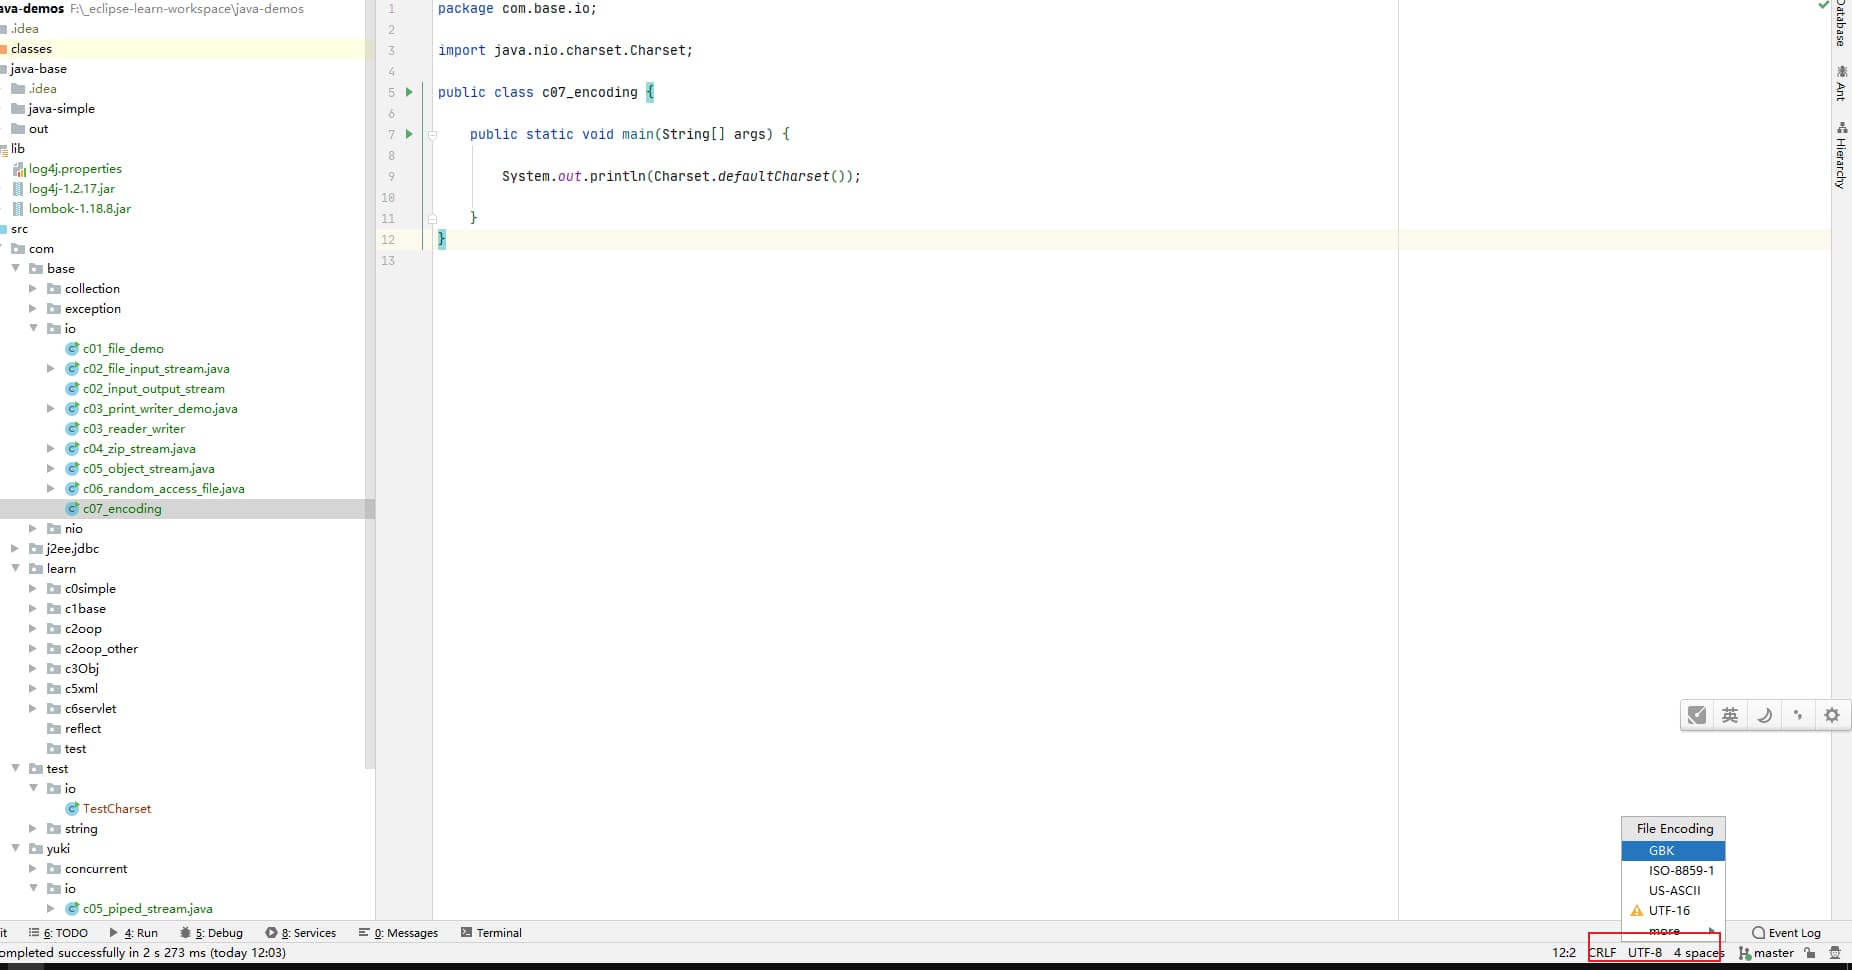 ava-demos F:\_eclipse-learn-workspace\java-demos
.idea
classes
java-base
.idea
java-simple
out
lib
log4j.properties
log4j-1.2.17.jar
lombok-1.18.8.jar
src
com
base
collection
exception
io
c01_file_demo
c02_file_input_stream.java
c02_input_output_stream
c03_print_writer_demo.java
c03_reader_writer
c04_zip_stream.java
c05_object_stream.java
c06_random_access_file.java
c07_encoding
nio
j2ee.jdbc
learn
c0simple
c1base
c2oop
c2oop_other
c3Obj
c5xml
c6servlet
reflect
test
test
io
TestCharset
string
yuki
concurrent
io
c05_piped_stream.java
1 package com.base.io;
2
3 import java.nio.charset.Charset;
4
5 public class c07_encoding {
6
7 public static void main(String[] args) {
8
9 System.out.println(Charset.defaultCharset());
10
11 }
12 }
13
Database
Ant
Hierarchy
英
File Encoding
GBK
ISO-8859-1
US-ASCII
UTF-16
more
it 6: TODO 4: Run 5: Debug 8: Services 0: Messages Terminal Event Log
ompleted successfully in 2 s 273 ms (today 12:03) 12:2 CRLF UTF-8 4 spaces master